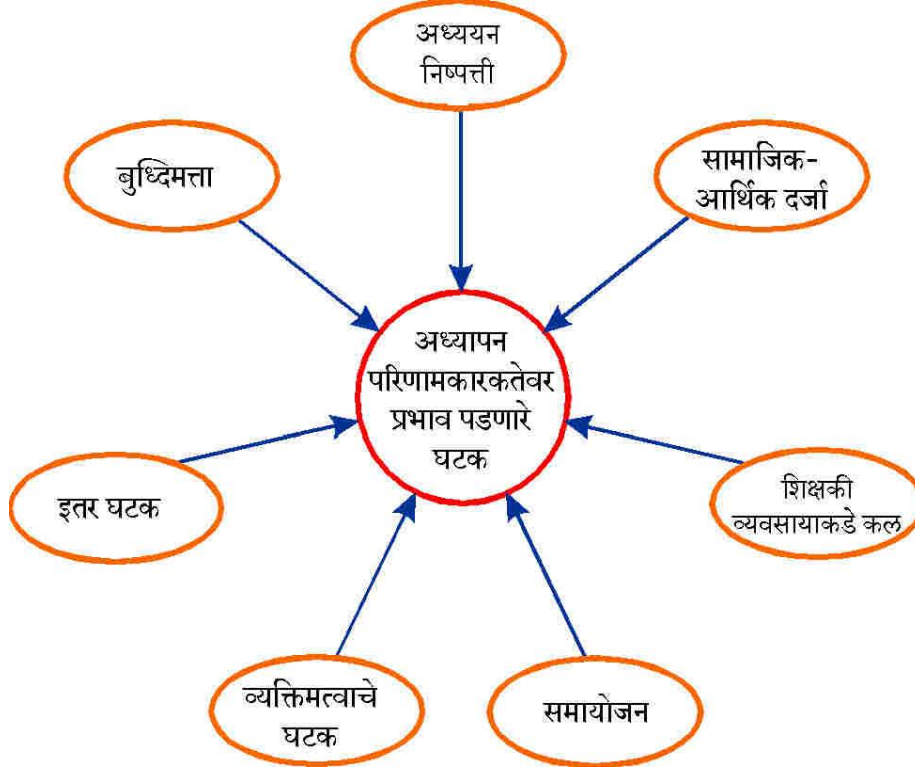 अध्ययन
निष्पत्ती
सामाजिक-
आर्थिक दर्जा
बुध्दिमत्ता
अध्यापन
परिणामकारकतेवर
प्रभाव पडणारे
घटक
शिक्षकी
व्यवसायाकडे कल
इतर घटक
व्यक्तिमत्वाचे
घटक
समायोजन